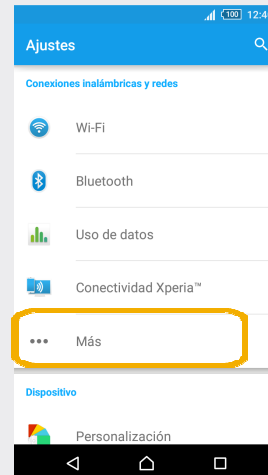 100 12:4
Ajustes
Conexiones inalámbricas y redes
Wi-Fi
Bluetooth
Uso de datos
Conectividad Xperia™
Más
Dispositivo
Personalización